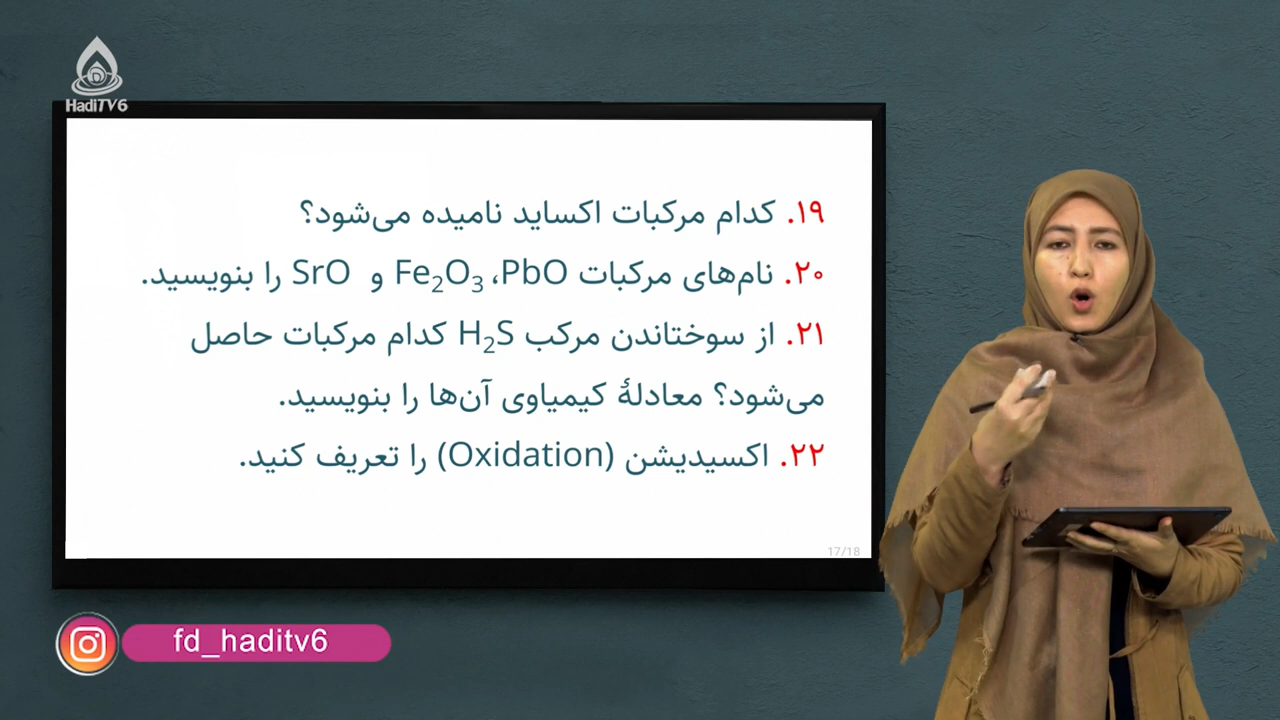 HadiTV6
۱۹. کدام مرکبات اکساید نامیده می‌شود؟
۲۰. نام‌های مرکبات PbO، Fe₂O₃ و SrO را بنویسید.
۲۱. از سوختاندن مرکب H₂S کدام مرکبات حاصل
می‌شود؟ معادلهٔ کیمیاوی آن‌ها را بنویسید.
۲۲. اکسیدیشن (Oxidation) را تعریف کنید.
17/18
fd_haditv6